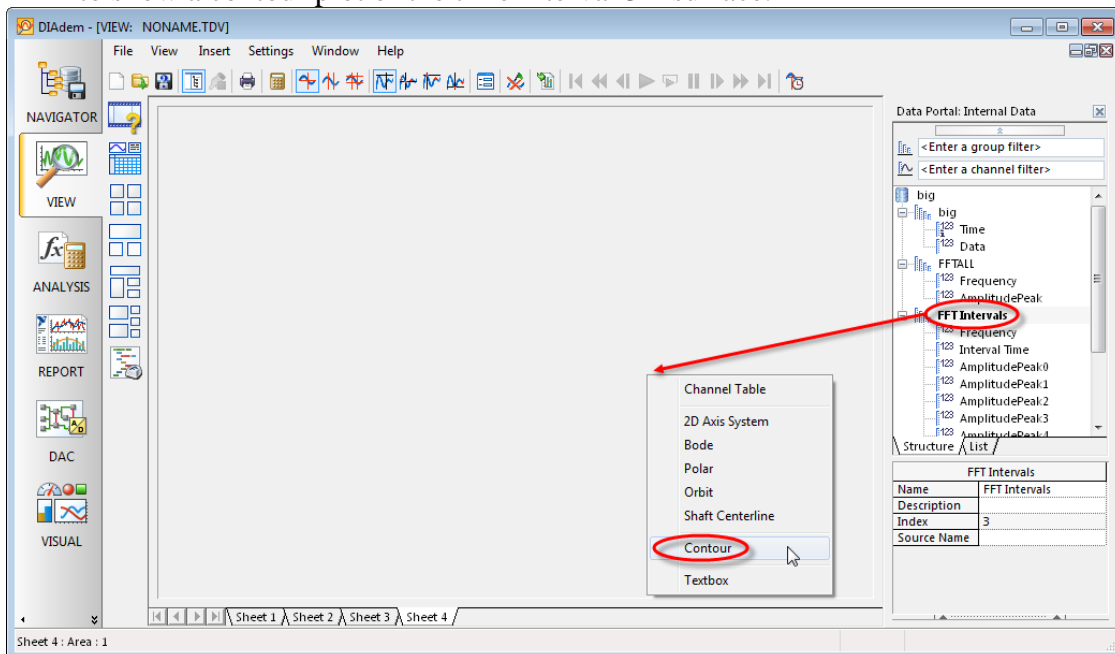 DIAdem - [VIEW: NONAME.TDV]
File View Insert Settings Window Help
NAVIGATOR
VIEW
ANALYSIS
REPORT
DAC
VISUAL
Channel Table
2D Axis System
Bode
Polar
Orbit
Shaft Centerline
Contour
Textbox
Sheet 1 Sheet 2 Sheet 3 Sheet 4
Data Portal: Internal Data
<Enter a group filter>
<Enter a channel filter>
big
big
Time
Data
FFTALL
Frequency
AmplitudePeak
FFT Intervals
Frequency
Interval Time
AmplitudePeak0
AmplitudePeak1
AmplitudePeak2
AmplitudePeak3
AmplitudePeak4
Structure List
FFT Intervals
Name FFT Intervals
Description
Index 3
Source Name
Sheet 4 : Area : 1